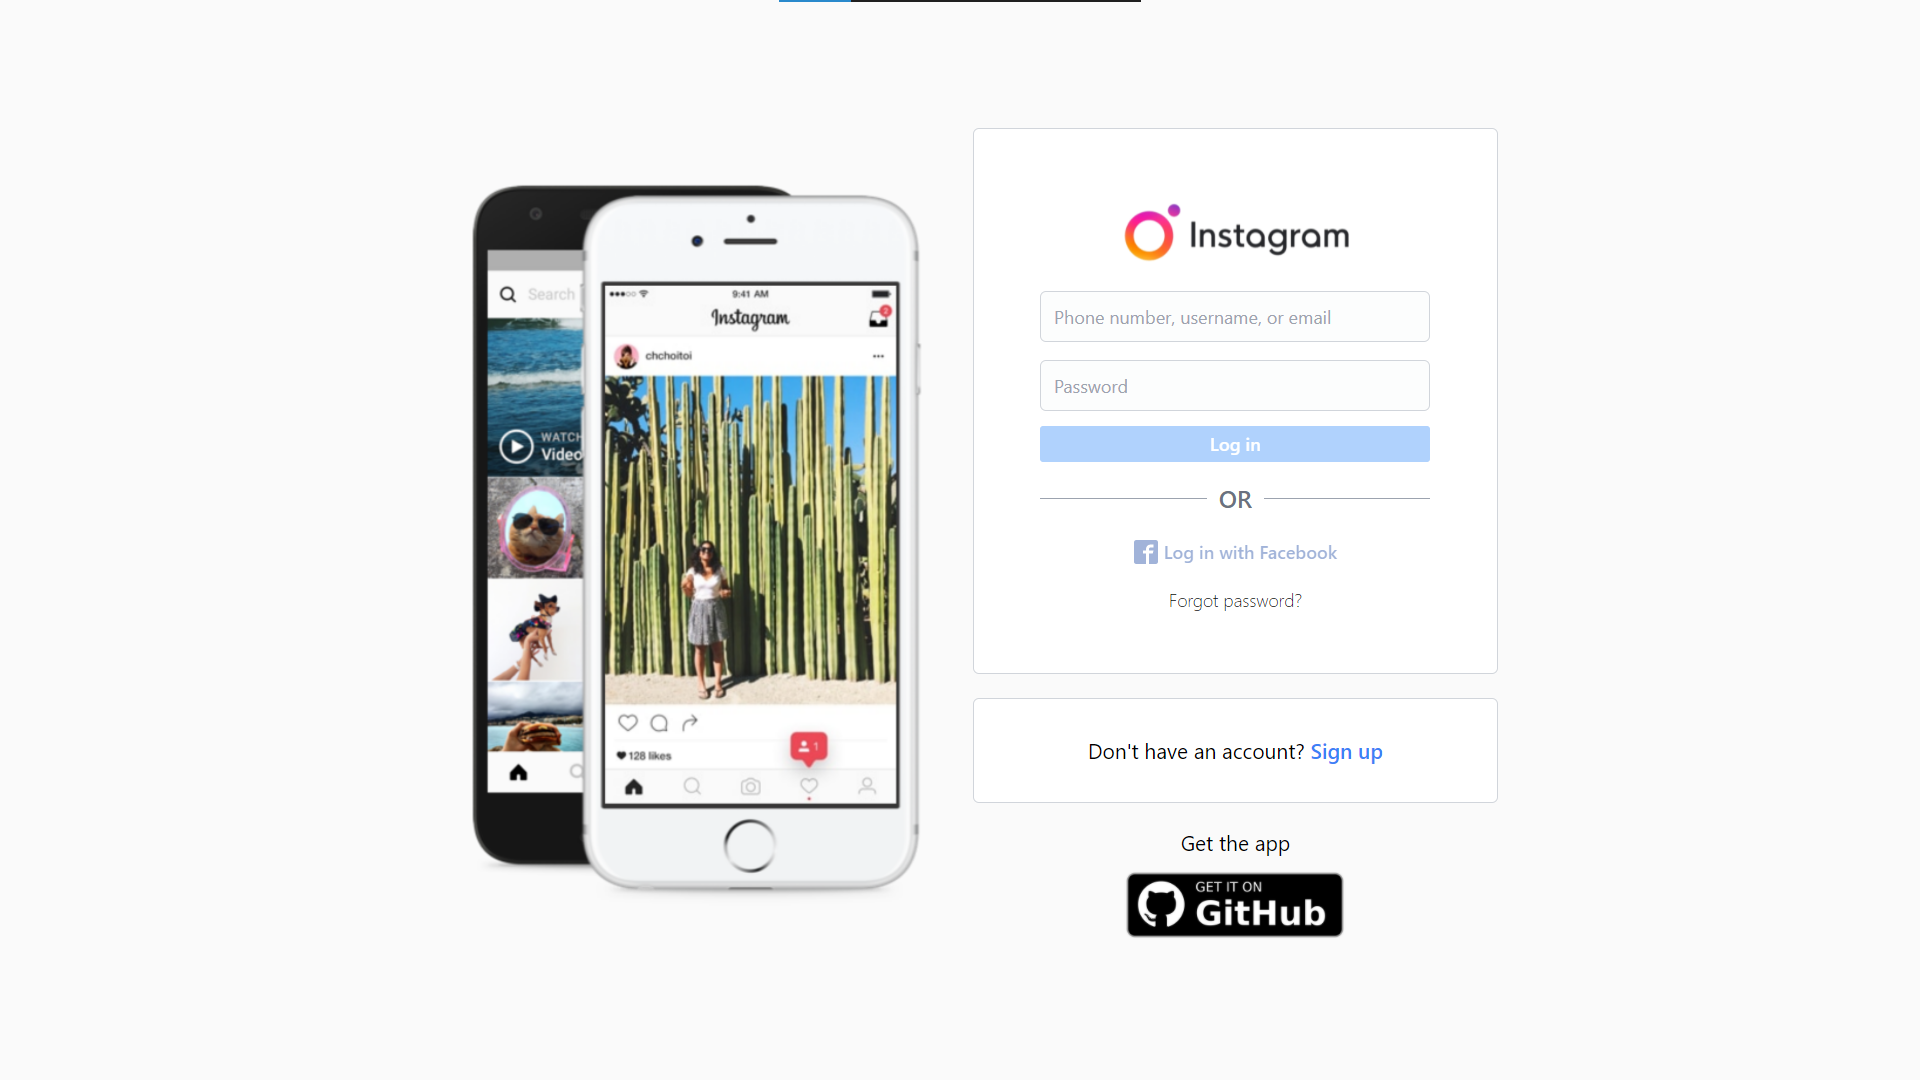 Search
WATCH
Video
9:41 AM
Instagram
2
chchoitoi
128 likes
1
Instagram
Phone number, username, or email
Password
Log in
OR
Log in with Facebook
Forgot password?
Don't have an account? Sign up
Get the app
GET IT ON
GitHub